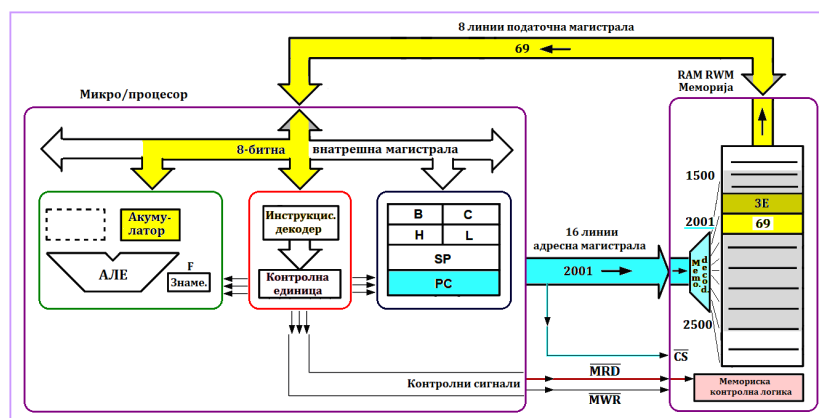 8 линии податочна магистрала
69
RAM RWM
Меморија
Микро/процесор
8-битна внатрешна магистрала
1500
3E
2001
69
2500
Акуму-
латор
АЛЕ
F
Знаме.
Инструкцис.
декодер
Контролна
единица
B C
H L
SP
PC
16 линии
адресна магистрала
2001
Memo.
decod.
CS
Контролни сигнали
MRD
MWR
Мемориска
контролна логика